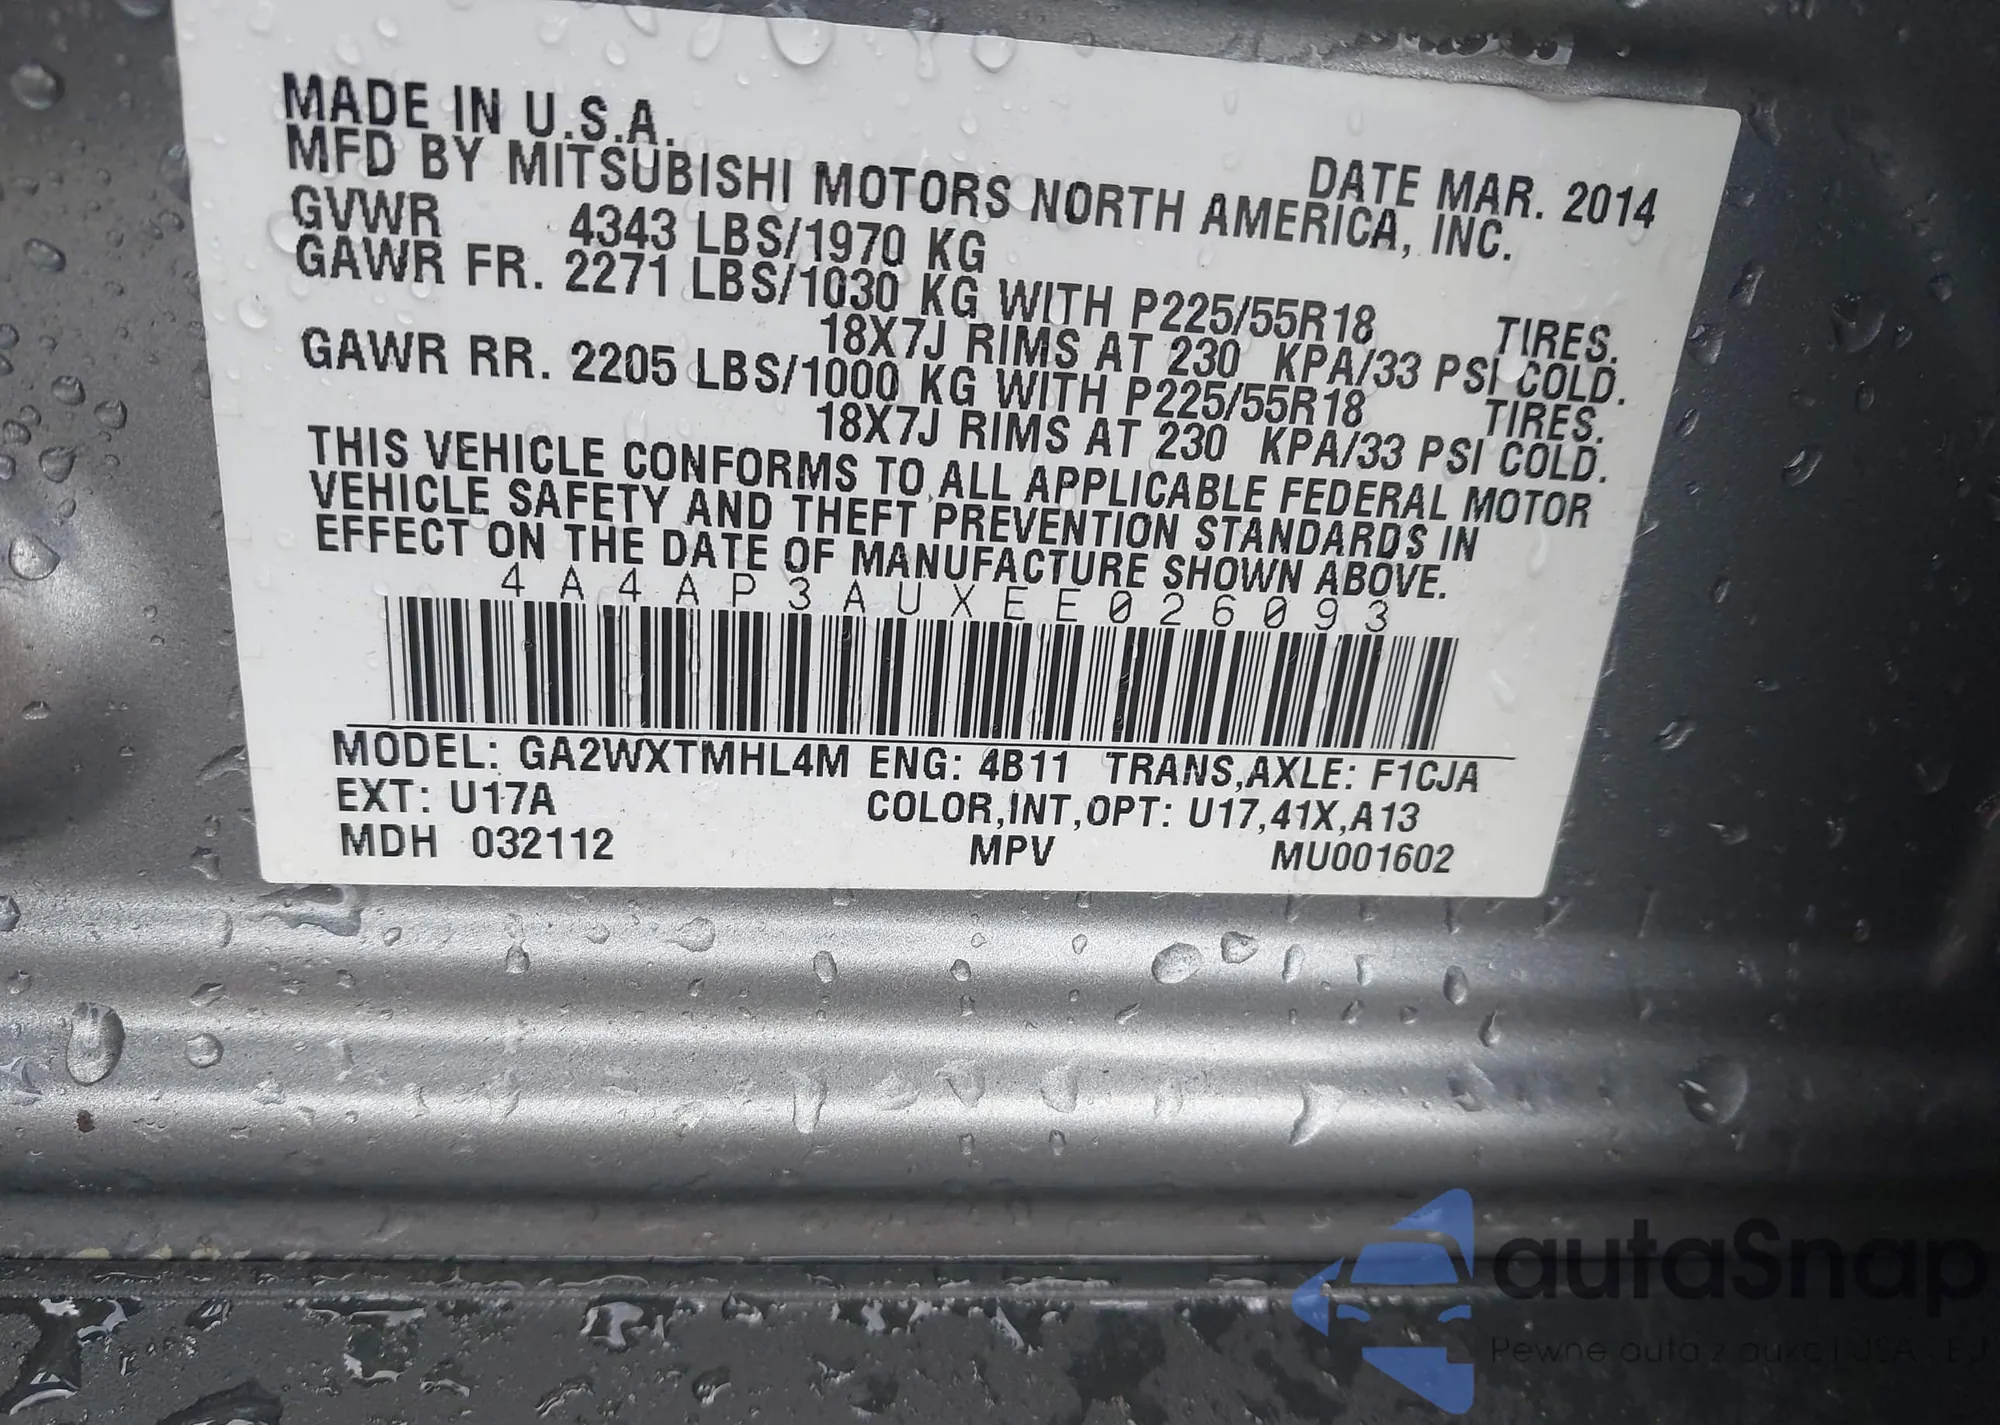 MADE IN U.S.A.
DATE MAR. 2014
MFD BY MITSUBISHI MOTORS NORTH AMERICA, INC.
GVWR 4343 LBS/1970 KG
GAWR FR. 2271 LBS/1030 KG WITH P225/55R18 TIRES.
18X7J RIMS AT 230 KPA/33 PSI COLD.
GAWR RR. 2205 LBS/1000 KG WITH P225/55R18 TIRES.
18X7J RIMS AT 230 KPA/33 PSI COLD.
THIS VEHICLE CONFORMS TO ALL APPLICABLE FEDERAL MOTOR
VEHICLE SAFETY AND THEFT PREVENTION STANDARDS IN
EFFECT ON THE DATE OF MANUFACTURE SHOWN ABOVE.
4A4AP3AUXEE026093
MODEL: GA2WXTMHL4M ENG: 4B11 TRANS,AXLE: F1CJA
EXT: U17A COLOR,INT,OPT: U17,41X,A13
MDH 032112 MPV MU001602
autaSnap
Pewne auta z aukcji USA